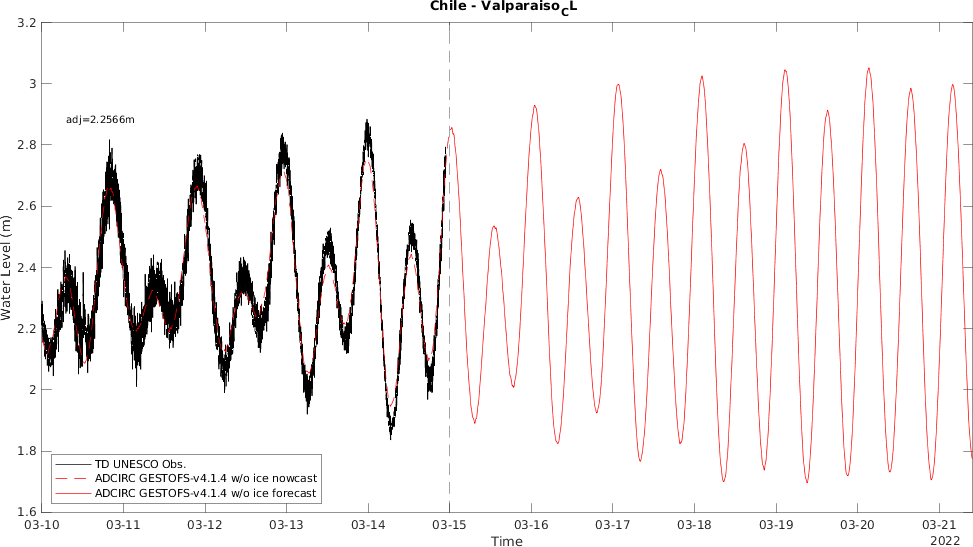 Chile - Valparaiso_CL
3.2
3
2.8
2.6
2.4
2.2
2
1.8
1.6
Water Level (m)
adj=2.2566m
TD UNESCO Obs.
ADCIRC GESTOFS-v4.1.4 w/o ice nowcast
ADCIRC GESTOFS-v4.1.4 w/o ice forecast
03-10 03-11 03-12 03-13 03-14 03-15 03-16 03-17 03-18 03-19 03-20 03-21
Time
2022